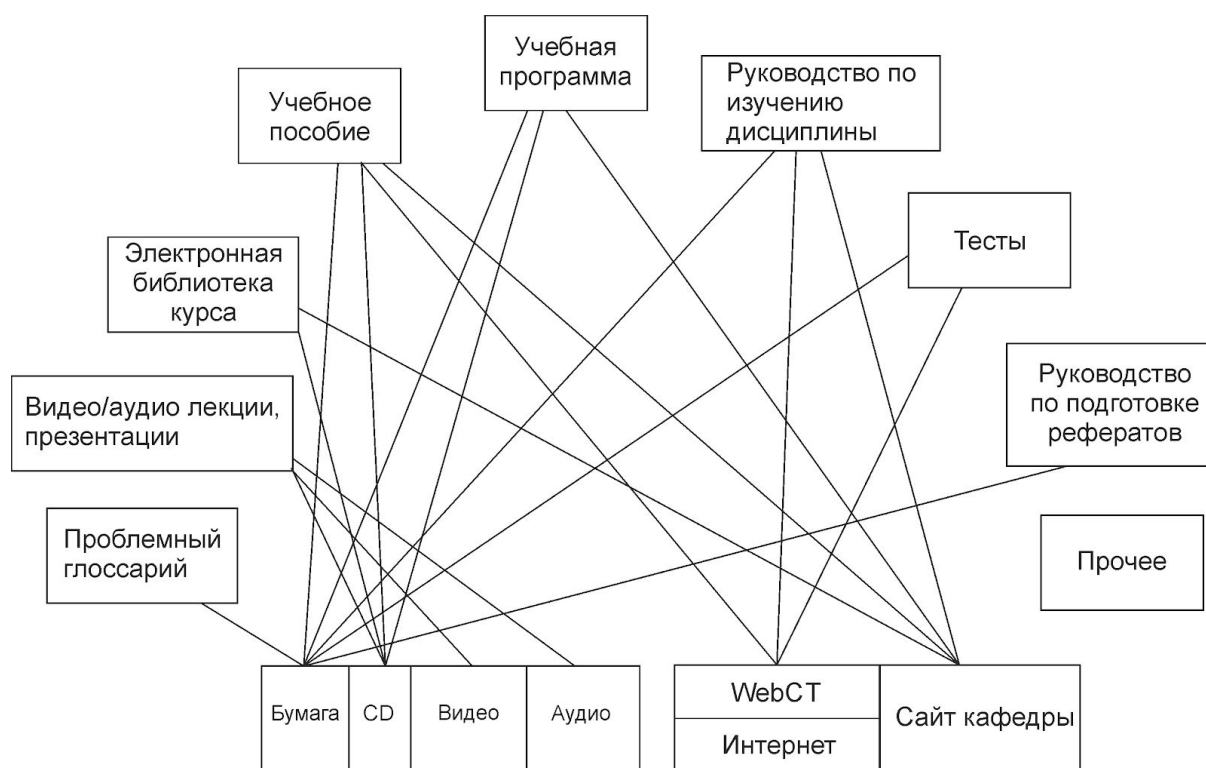 Учебная
программа
Учебное
пособие
Руководство по
изучению
дисциплины
Электронная
библиотека
курса
Тесты
Видео/аудио лекции,
презентации
Руководство
по подготовке
рефератов
Проблемный
глоссарий
Прочее
Бумага
CD
Видео
Аудио
WebCT
Интернет
Сайт кафедры